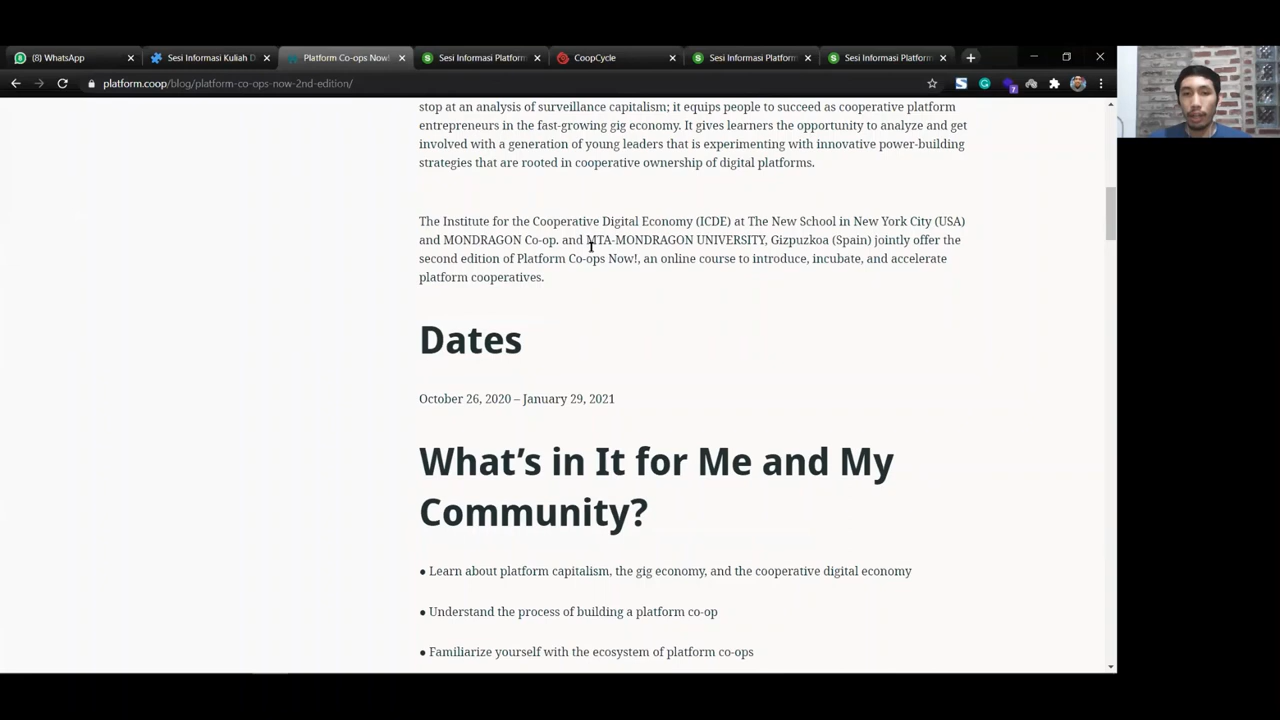 (8) WhatsApp
Sesi Informasi Kuliah D
Platform Co-ops Now!
Sesi Informasi Platform
CoopCycle
Sesi Informasi Platform
Sesi Informasi Platform
platform.coop/blog/platform-co-ops-now-2nd-edition/
7
stop at an analysis of surveillance capitalism; it equips people to succeed as cooperative platform
entrepreneurs in the fast-growing gig economy. It gives learners the opportunity to analyze and get
involved with a generation of young leaders that is experimenting with innovative power-building
strategies that are rooted in cooperative ownership of digital platforms.
The Institute for the Cooperative Digital Economy (ICDE) at The New School in New York City (USA)
and MONDRAGON Co-op. and MTA-MONDRAGON UNIVERSITY, Gizpuzkoa (Spain) jointly offer the
second edition of Platform Co-ops Now!, an online course to introduce, incubate, and accelerate
platform cooperatives.
Dates
October 26, 2020 – January 29, 2021
What’s in It for Me and My
Community?
● Learn about platform capitalism, the gig economy, and the cooperative digital economy
● Understand the process of building a platform co-op
● Familiarize yourself with the ecosystem of platform co-ops